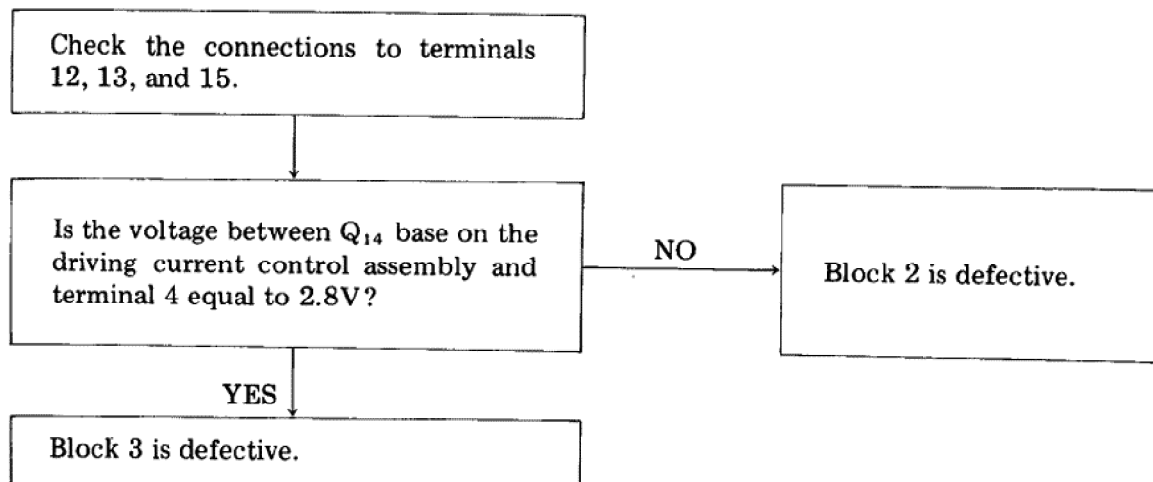 Check the connections to terminals
12, 13, and 15.
Is the voltage between Q₁₄ base on the
driving current control assembly and
terminal 4 equal to 2.8V?
NO
Block 2 is defective.
YES
Block 3 is defective.